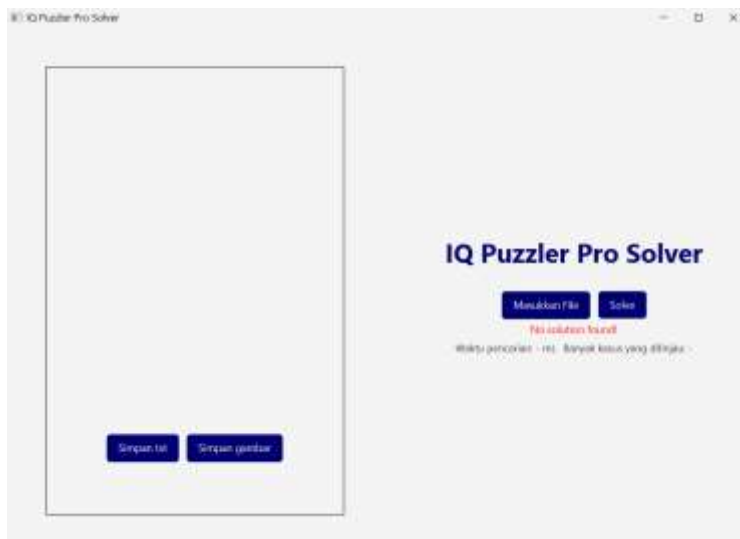 IQ Puzzler Pro Solver
IQ Puzzler Pro Solver
Masukkan File
Solve
No solution found!
Waktu pencarian: - ms. Banyak kasus yang ditinjau: -
Simpan txt
Simpan gambar